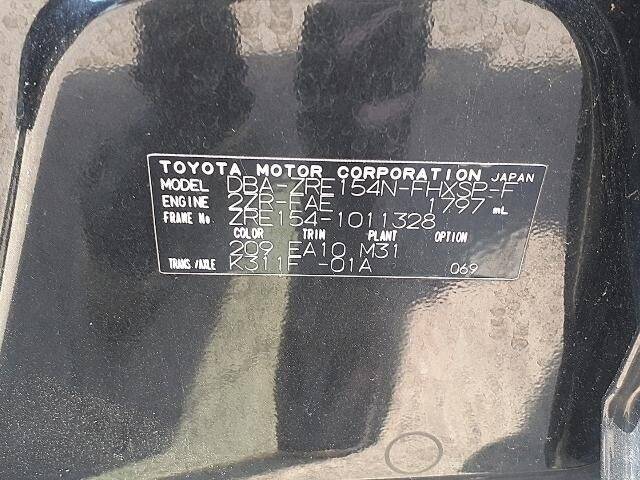 TOYOTA MOTOR CORPORATION JAPAN
MODEL DBA-ZRE154N-FHXSP-F
ENGINE 2ZR-FAE 1797 mL
FRAME No. ZRE154-1011328
COLOR TRIM PLANT OPTION
209 EA10 M31
TRANS./AXLE K311F -01A 069